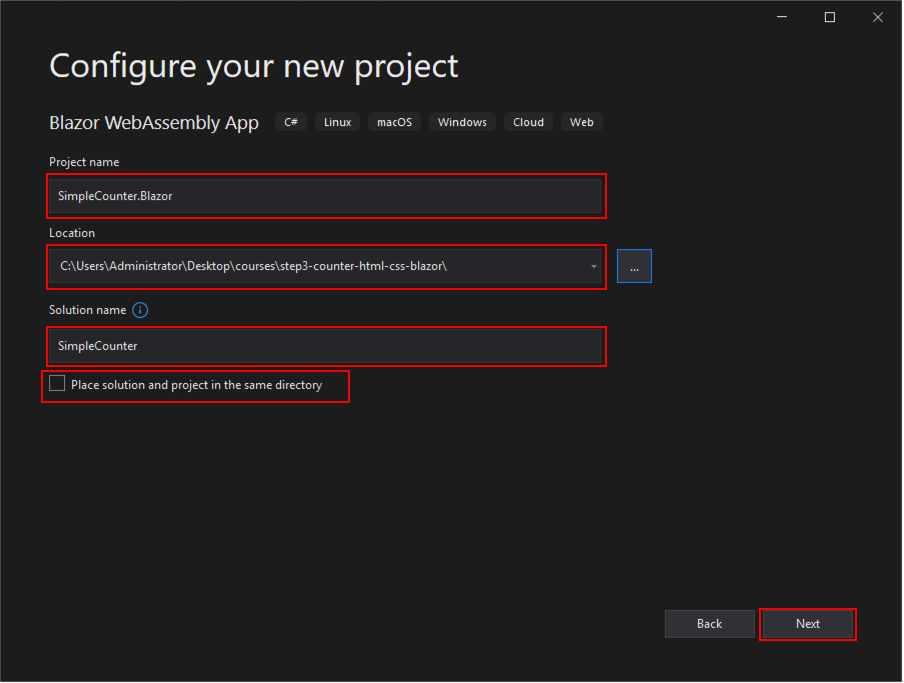 Configure your new project
Blazor WebAssembly App C# Linux macOS Windows Cloud Web
Project name
SimpleCounter.Blazor
Location
C:\Users\Administrator\Desktop\courses\step3-counter-html-css-blazor\
...
Solution name
SimpleCounter
Place solution and project in the same directory
Back Next